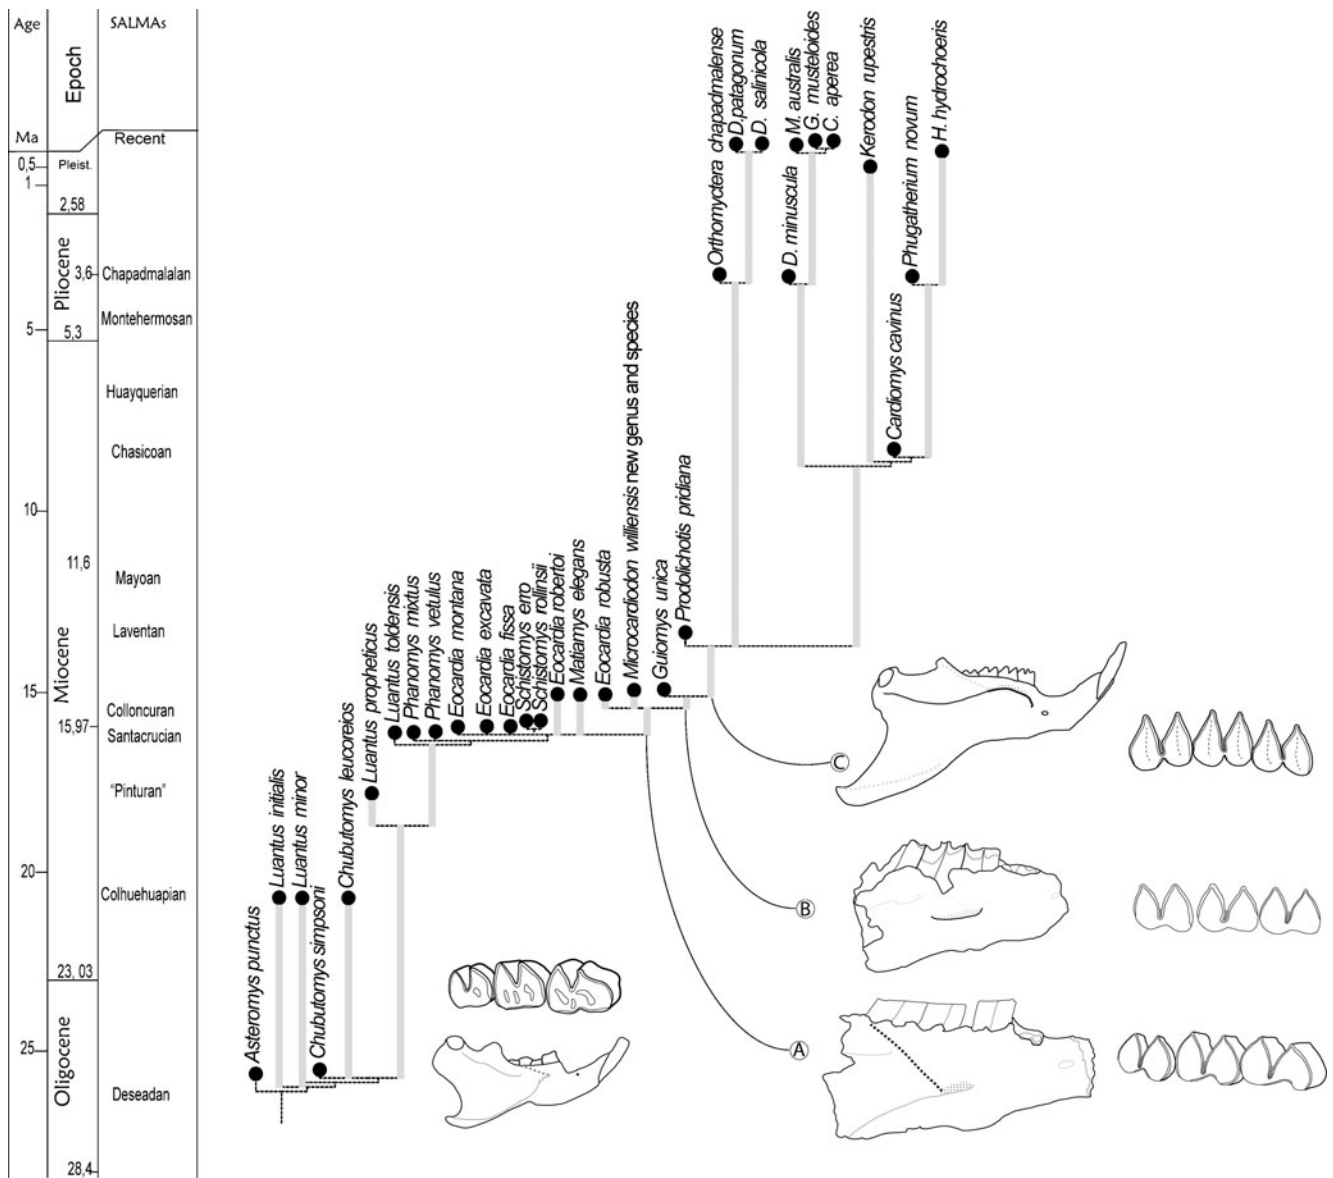 Age
Epoch
SALMAs
Ma
Recent
0,5
Pleist.
1
2,58
Pliocene
3,6
Chapadmalalan
Montehermosan
5
5,3
Huayquerian
Chasicoan
10
11,6
Mayoan
Laventan
Miocene
15
Colloncuran
15,97
Santacrucian
"Pinturan"
20
Colhuehuapian
23, 03
Oligocene
25
Deseadan
28,4
Asteromys punctus
Luantus initialis
Luantus minor
Chubutomys simpsoni
Chubutomys leucoreios
Luantus propheticus
Luantus toldensis
Phanomys mixtus
Phanomys vetulus
Eocardia montana
Eocardia excavata
Eocardia fissa
Schistomys erro
Schistomys rollinsii
Eocardia robertoi
Matiamys elegans
Eocardia robusta
Microcardiodon williensis new genus and species
Guiomys unica
Prodolichotis pridiana
Orthomyctera chapadmalense
D.patagonum
D. salinicola
D. minuscula
M. australis
G. musteloides
C. aperea
Kerodon rupestris
Cardiomys cavinus
Phugatherium novum
H. hydrochoeris
C
B
A